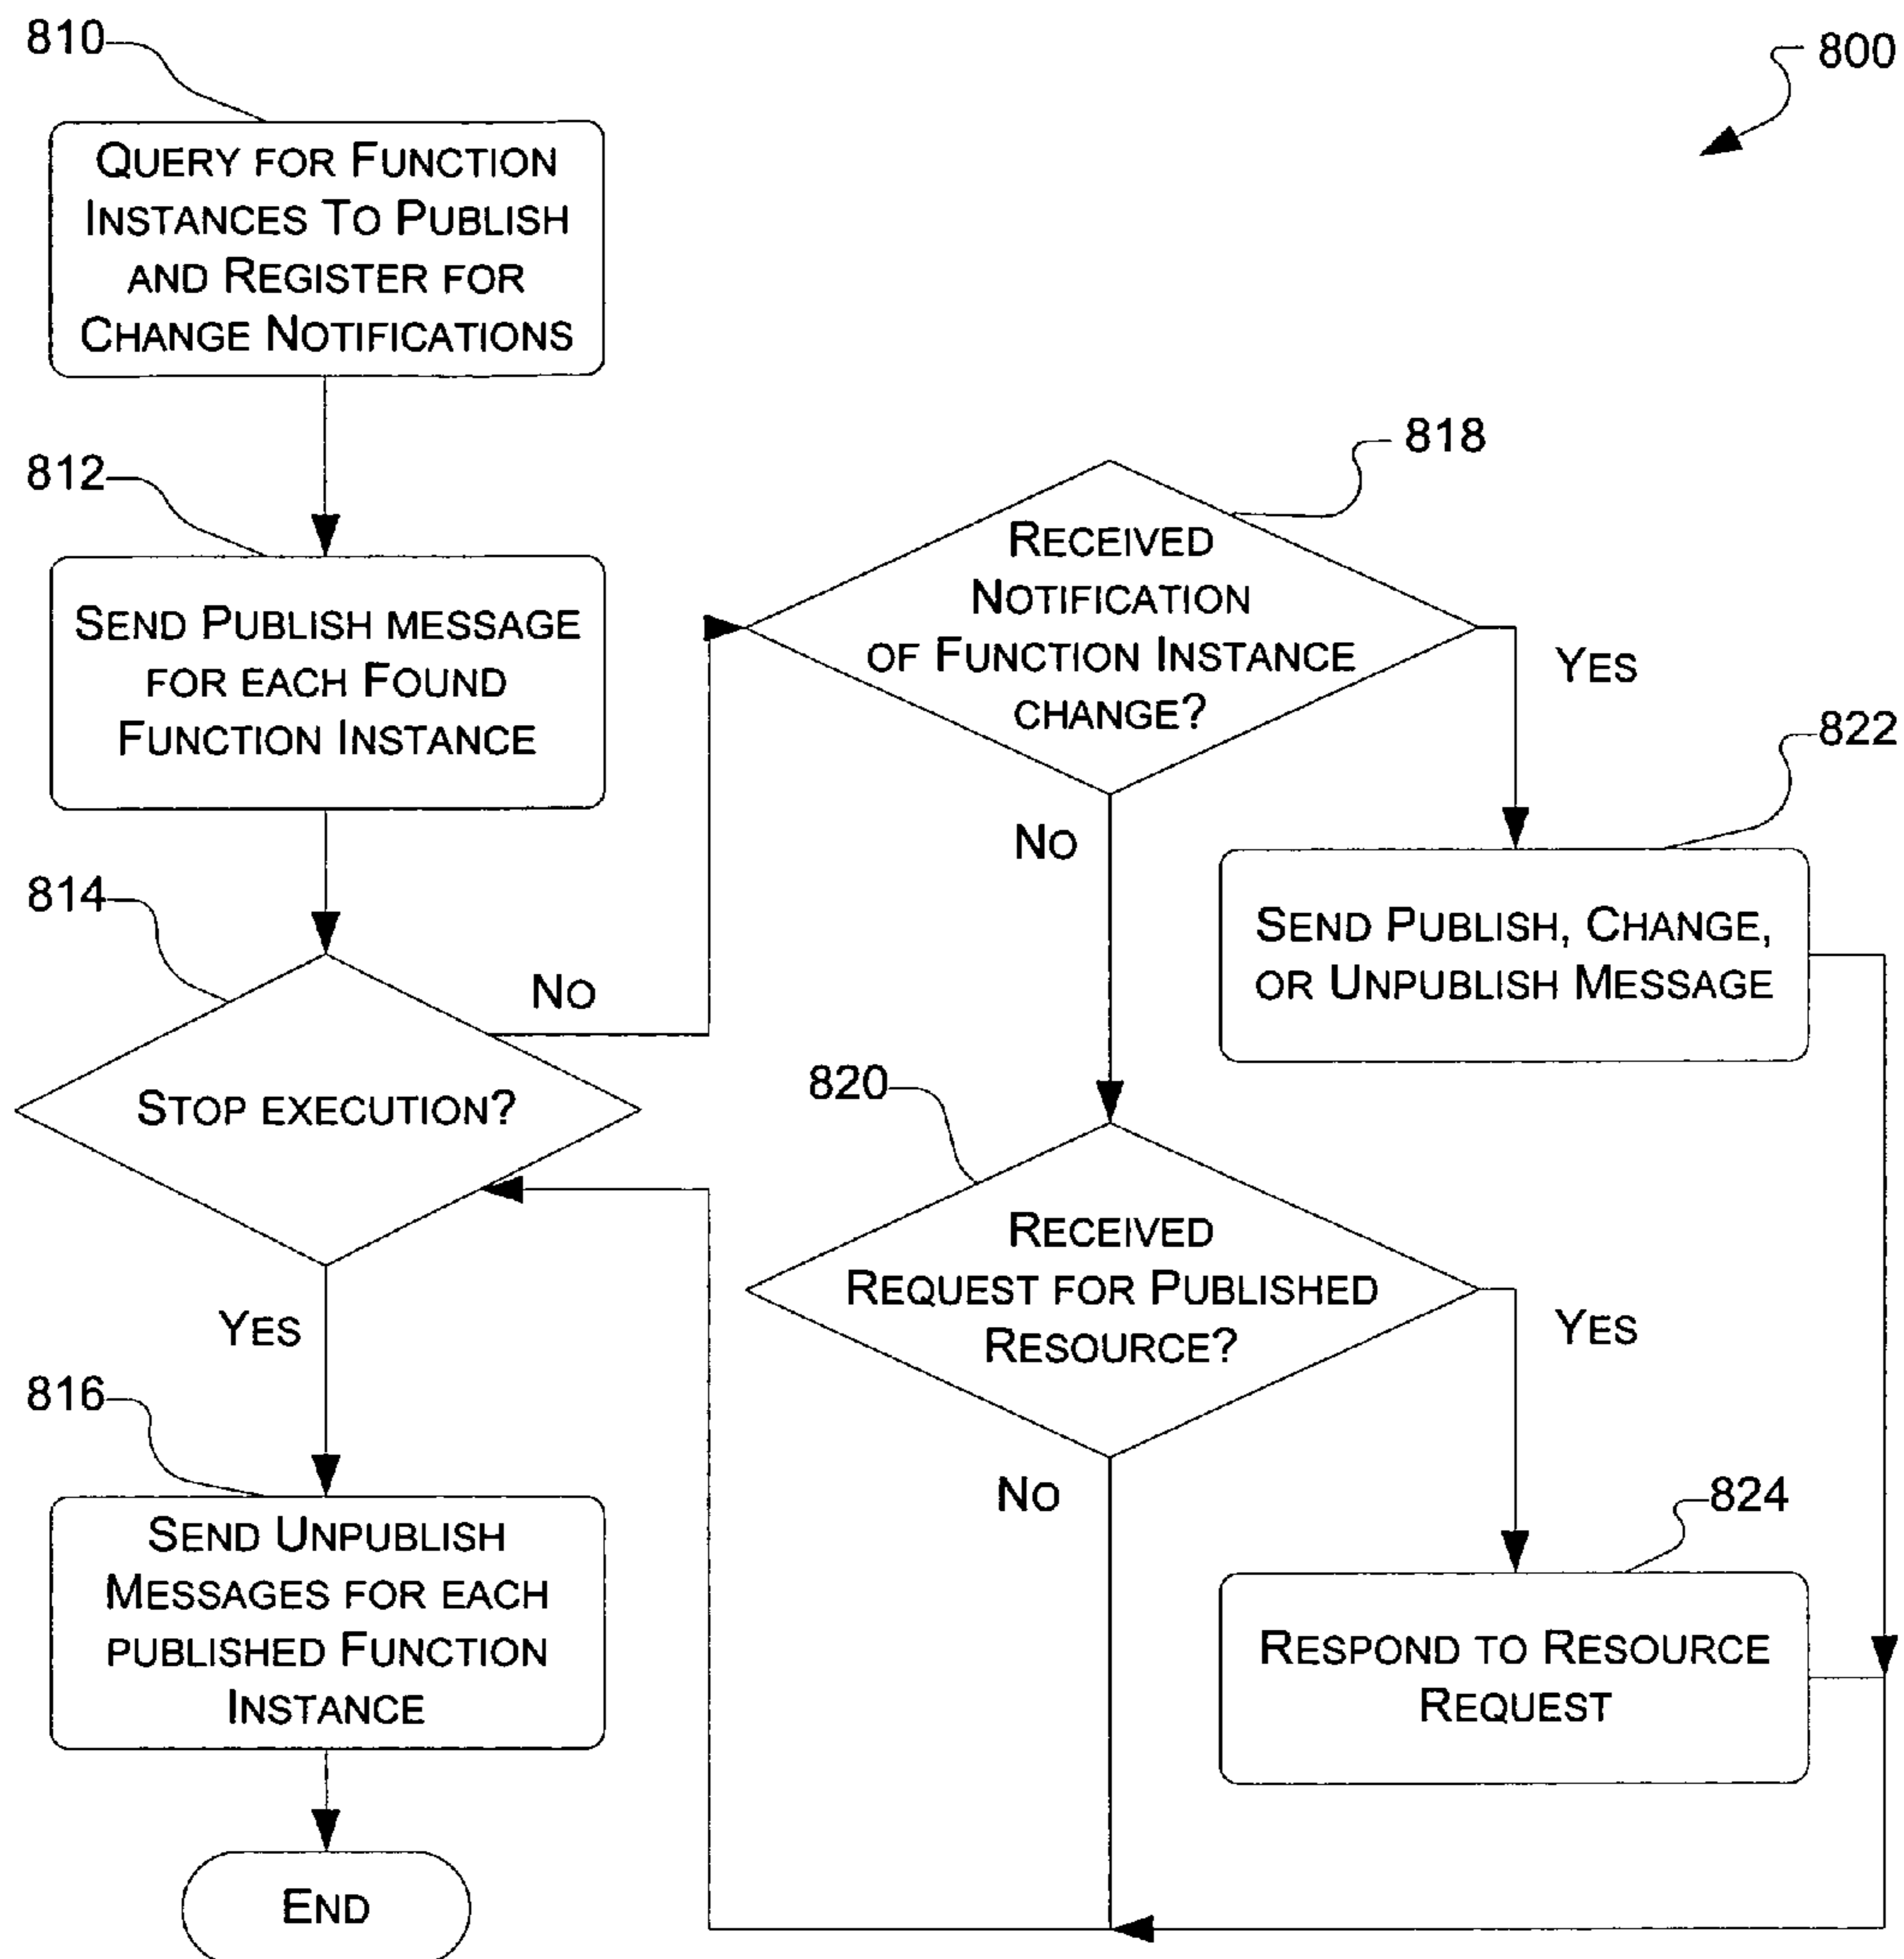 810
800
QUERY FOR FUNCTION
INSTANCES TO PUBLISH
AND REGISTER FOR
CHANGE NOTIFICATIONS
812
SEND PUBLISH MESSAGE
FOR EACH FOUND
FUNCTION INSTANCE
814
NO
STOP EXECUTION?
YES
816
SEND UNPUBLISH
MESSAGES FOR EACH
PUBLISHED FUNCTION
INSTANCE
END
818
RECEIVED
NOTIFICATION
OF FUNCTION INSTANCE
CHANGE?
YES
NO
822
SEND PUBLISH, CHANGE,
OR UNPUBLISH MESSAGE
820
RECEIVED
REQUEST FOR PUBLISHED
RESOURCE?
YES
NO
824
RESPOND TO RESOURCE
REQUEST